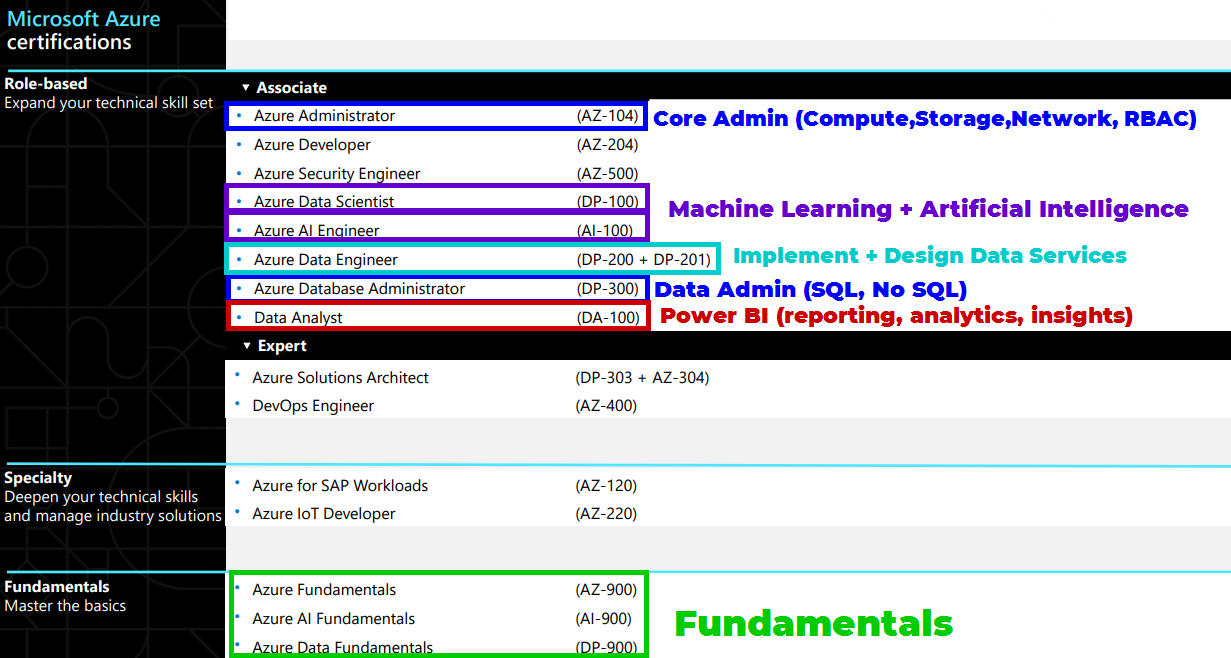 Microsoft Azure
certifications
Role-based
Expand your technical skill set
▼ Associate
• Azure Administrator (AZ-104) Core Admin (Compute,Storage,Network, RBAC)
• Azure Developer (AZ-204)
• Azure Security Engineer (AZ-500)
• Azure Data Scientist (DP-100)
Machine Learning + Artificial Intelligence
• Azure AI Engineer (AI-100)
• Azure Data Engineer (DP-200 + DP-201) Implement + Design Data Services
• Azure Database Administrator (DP-300) Data Admin (SQL, No SQL)
• Data Analyst (DA-100) Power BI (reporting, analytics, insights)
▼ Expert
• Azure Solutions Architect (DP-303 + AZ-304)
• DevOps Engineer (AZ-400)
Specialty
Deepen your technical skills
and manage industry solutions
• Azure for SAP Workloads (AZ-120)
• Azure IoT Developer (AZ-220)
Fundamentals
Master the basics
• Azure Fundamentals (AZ-900)
• Azure AI Fundamentals (AI-900)
• Azure Data Fundamentals (DP-900)
Fundamentals